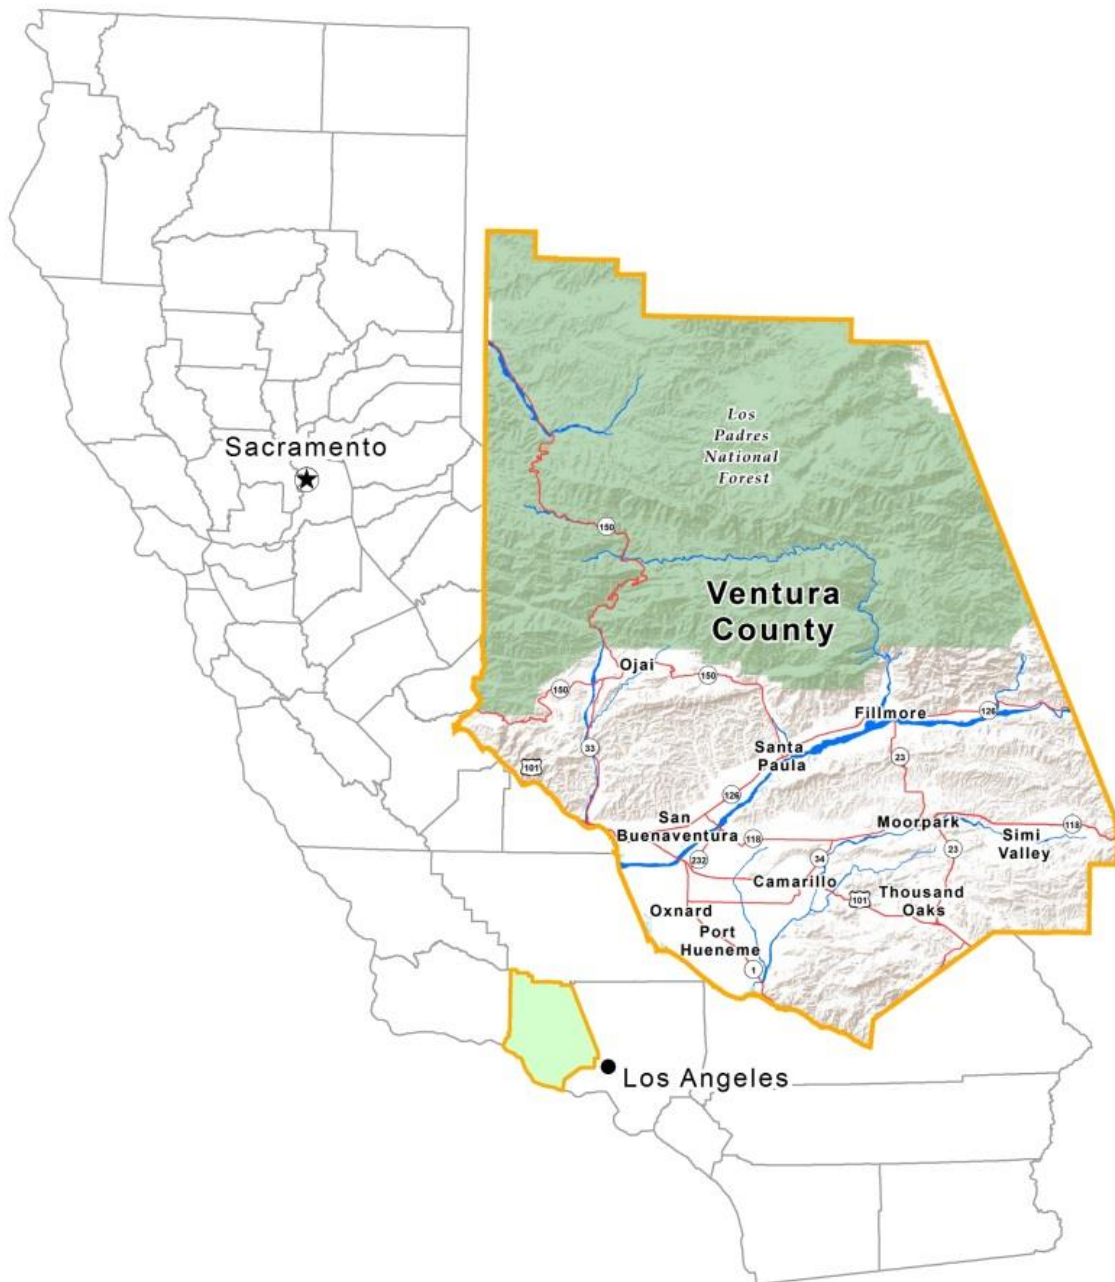 Los
Padres
National
Forest
Sacramento
150
Ventura
County
Ojai
150
150
Fillmore
126
33
Santa
Paula
23
101
126
San
Buenaventura
Moorpark
118
118
Simi
Valley
232
34
23
Camarillo
Thousand
Oaks
101
Oxnard
Port
Hueneme
1
Los Angeles